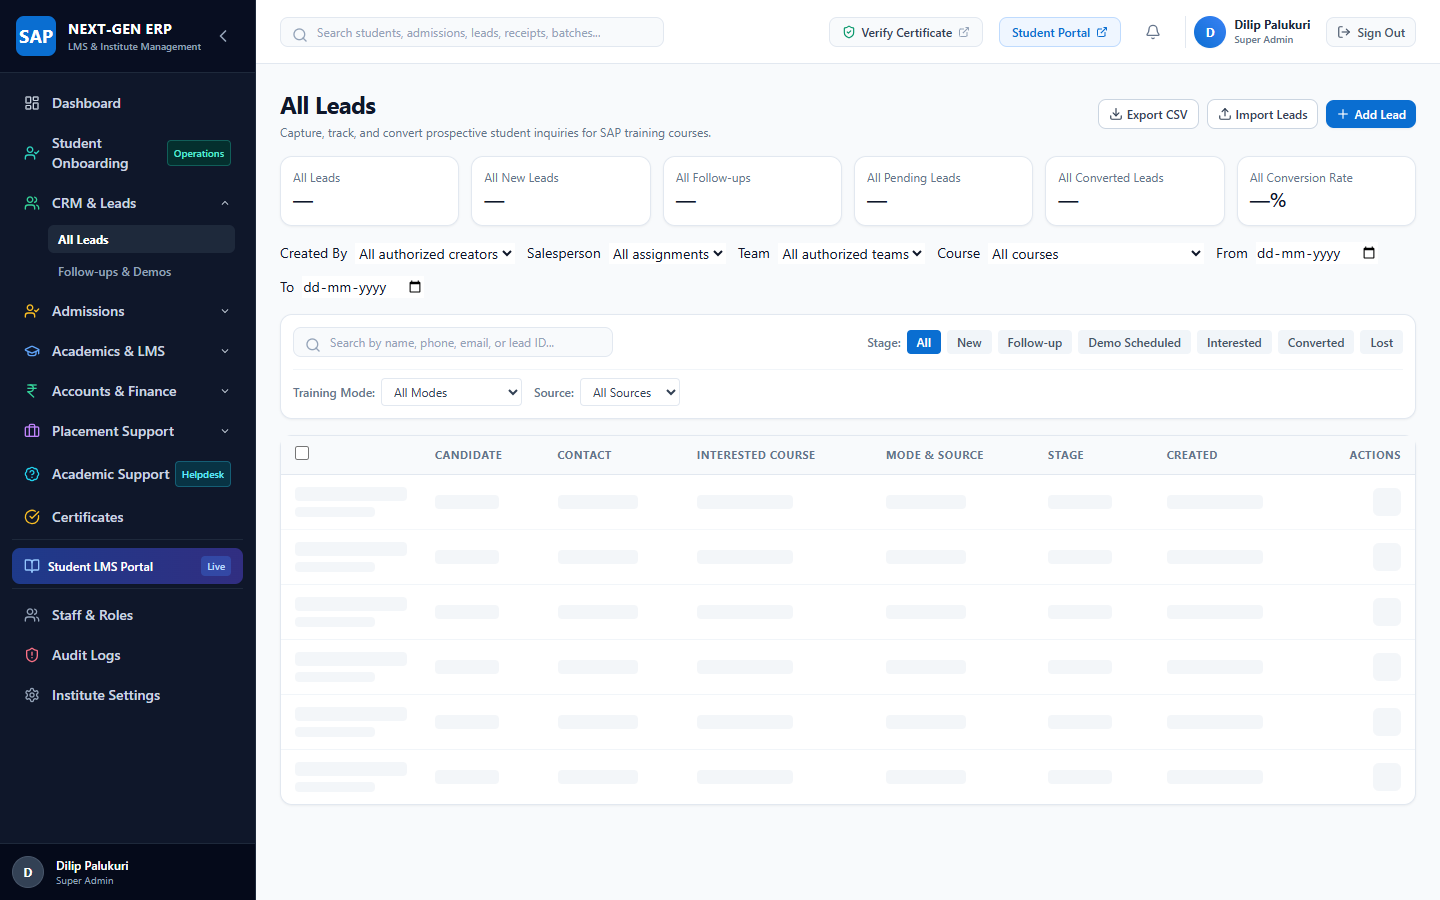 SAP
NEXT-GEN ERP
LMS & Institute Management
Search students, admissions, leads, receipts, batches...
Verify Certificate
Student Portal
D
Dilip Palukuri
Super Admin
Sign Out
Dashboard
Student Onboarding
Operations
CRM & Leads
All Leads
Follow-ups & Demos
Admissions
Academics & LMS
Accounts & Finance
Placement Support
Academic Support
Helpdesk
Certificates
Student LMS Portal
Live
Staff & Roles
Audit Logs
Institute Settings
D
Dilip Palukuri
Super Admin
All Leads
Capture, track, and convert prospective student inquiries for SAP training courses.
Export CSV
Import Leads
Add Lead
All Leads
—
All New Leads
—
All Follow-ups
—
All Pending Leads
—
All Converted Leads
—
All Conversion Rate
—%
Created By All authorized creators Salesperson All assignments Team All authorized teams Course All courses From dd-mm-yyyy
To dd-mm-yyyy
Search by name, phone, email, or lead ID...
Stage: All New Follow-up Demo Scheduled Interested Converted Lost
Training Mode: All Modes Source: All Sources
CANDIDATE CONTACT INTERESTED COURSE MODE & SOURCE STAGE CREATED ACTIONS